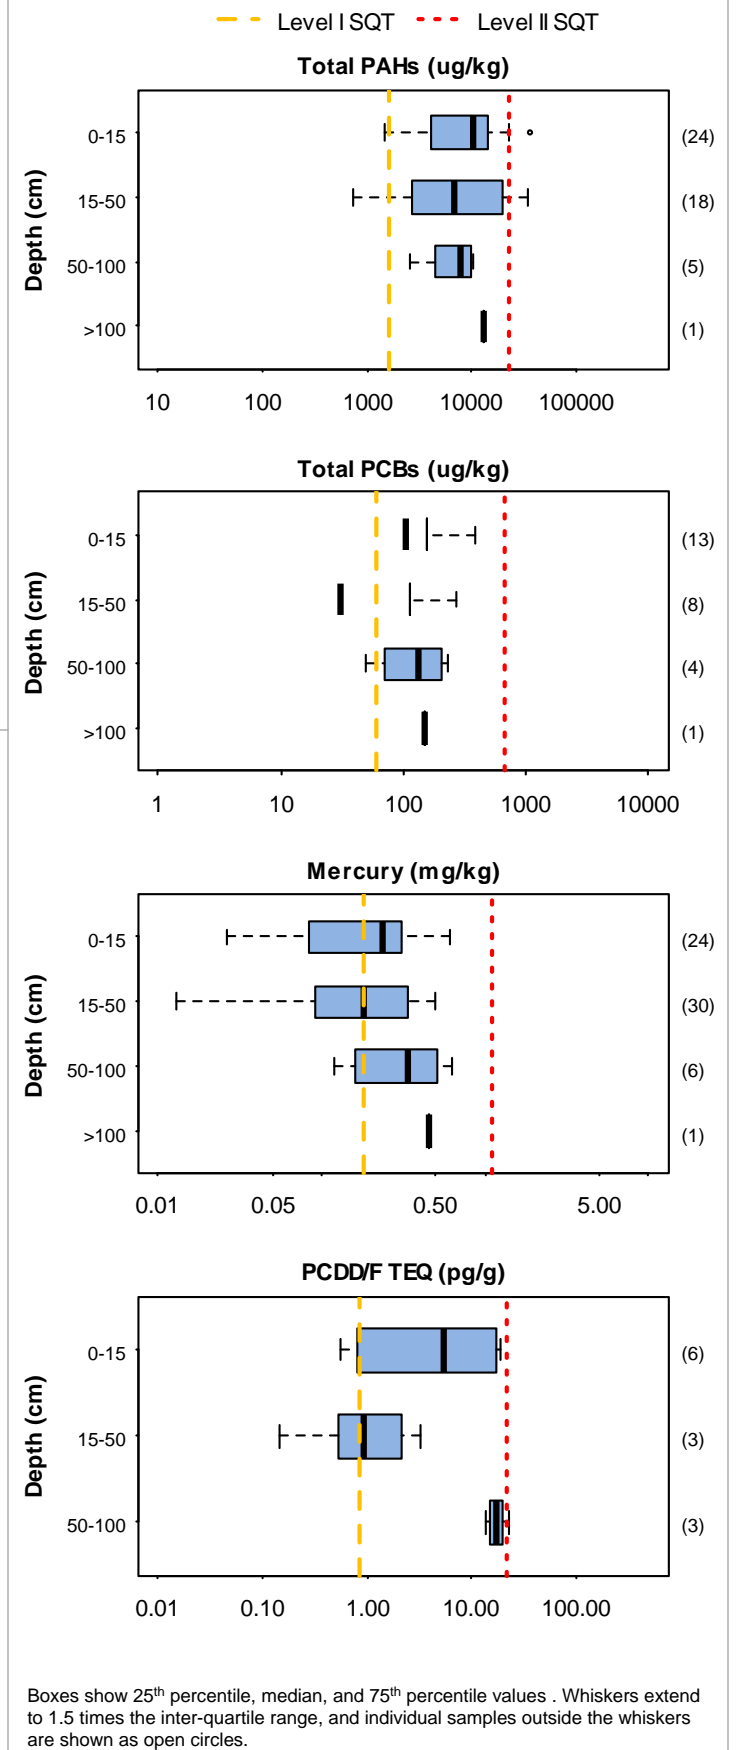 Level I SQT Level II SQT
Total PAHs (ug/kg)
Depth (cm)
0-15 (24)
15-50 (18)
50-100 (5)
>100 (1)
10 100 1000 10000 100000
Total PCBs (ug/kg)
Depth (cm)
0-15 (13)
15-50 (8)
50-100 (4)
>100 (1)
1 10 100 1000 10000
Mercury (mg/kg)
Depth (cm)
0-15 (24)
15-50 (30)
50-100 (6)
>100 (1)
0.01 0.05 0.50 5.00
PCDD/F TEQ (pg/g)
Depth (cm)
0-15 (6)
15-50 (3)
50-100 (3)
0.01 0.10 1.00 10.00 100.00
Boxes show 25th percentile, median, and 75th percentile values . Whiskers extend
to 1.5 times the inter-quartile range, and individual samples outside the whiskers
are shown as open circles.